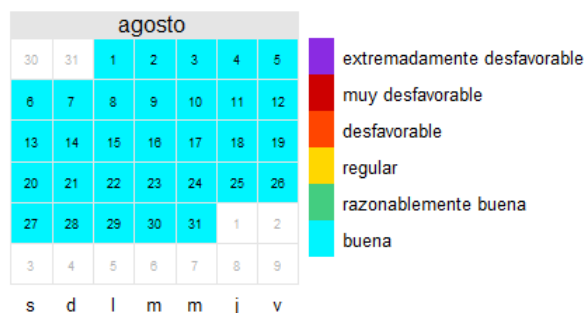 agosto
30 31 1 2 3 4 5
6 7 8 9 10 11 12
13 14 15 16 17 18 19
20 21 22 23 24 25 26
27 28 29 30 31 1 2
3 4 5 6 7 8 9
s d l m m j v
extremadamente desfavorable
muy desfavorable
desfavorable
regular
razonablemente buena
buena